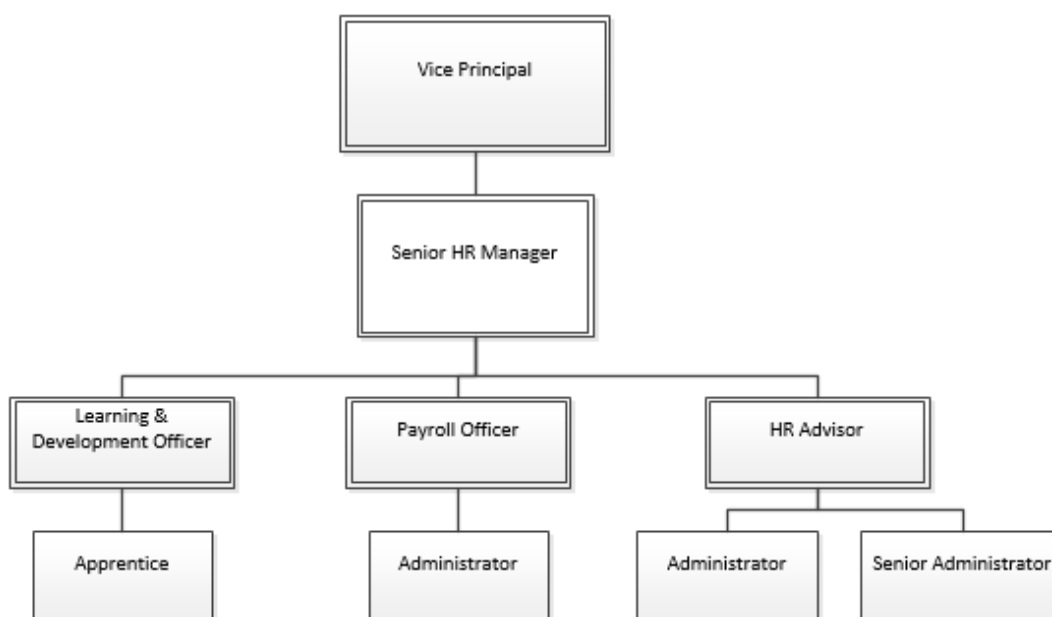 Vice Principal
Senior HR Manager
Learning &
Development Officer
Payroll Officer
HR Advisor
Apprentice
Administrator
Administrator
Senior Administrator